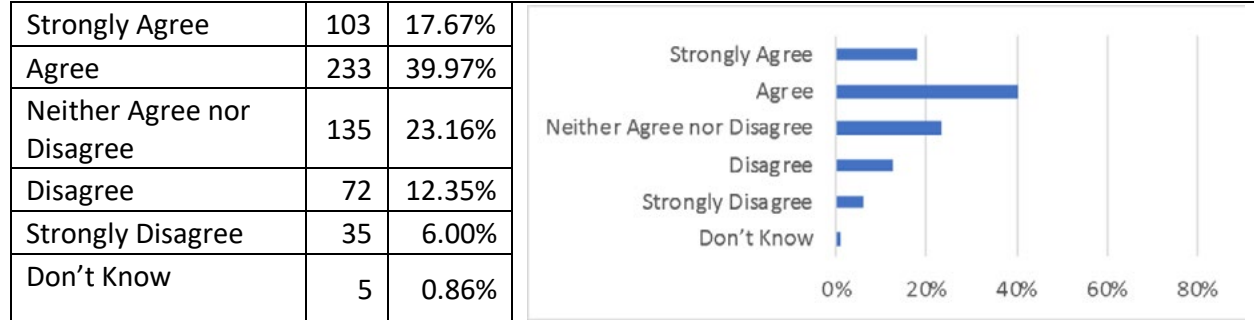 Strongly Agree 103 17.67%
Agree 233 39.97%
Neither Agree nor
Disagree 135 23.16%
Disagree 72 12.35%
Strongly Disagree 35 6.00%
Don’t Know 5 0.86%
Strongly Agree
Agree
Neither Agree nor Disagree
Disagree
Strongly Disagree
Don’t Know
0% 20% 40% 60% 80%